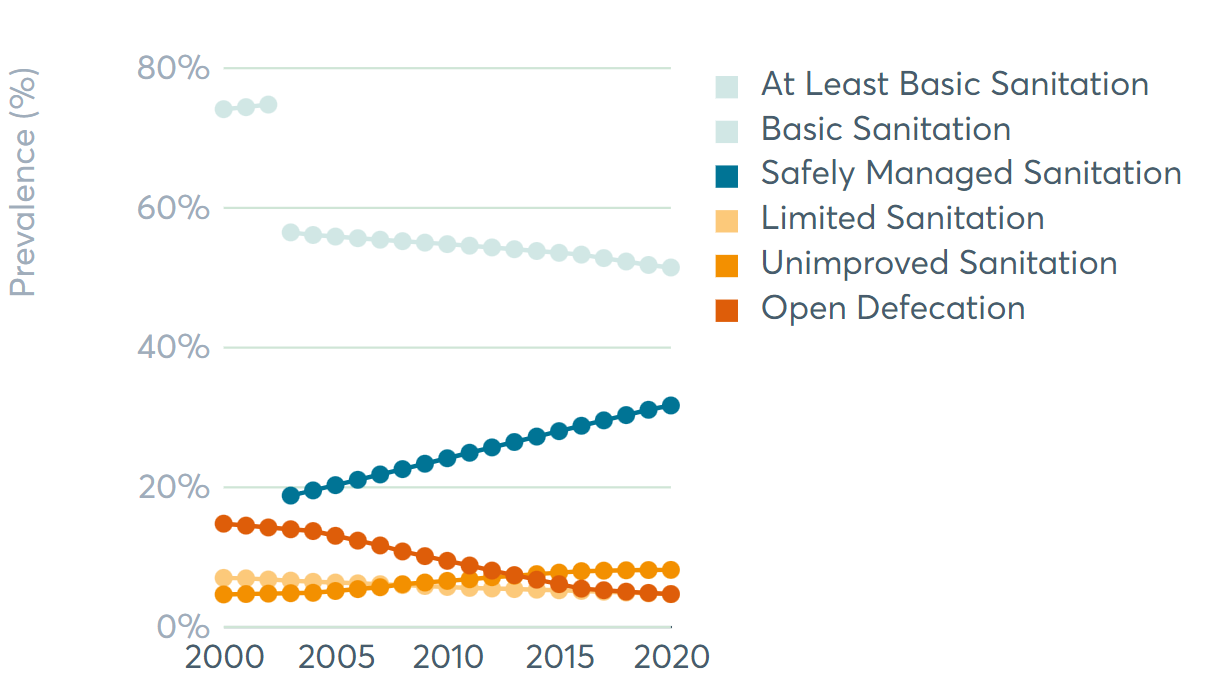 Prevalence (%)
80%
60%
40%
20%
0%
2000 2005 2010 2015 2020
At Least Basic Sanitation
Basic Sanitation
Safely Managed Sanitation
Limited Sanitation
Unimproved Sanitation
Open Defecation